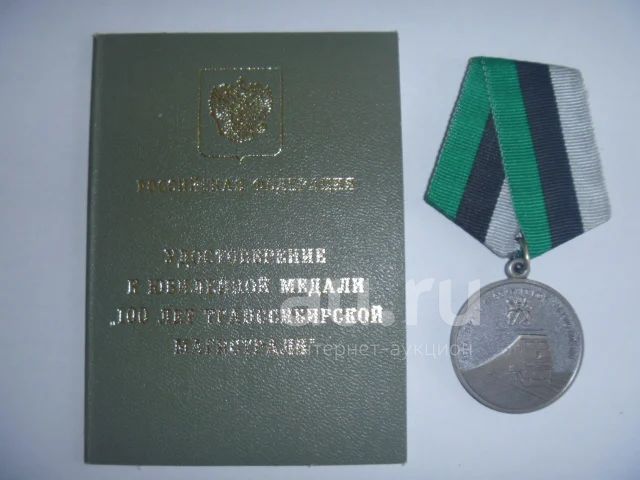 РОССИЙСКАЯ ФЕДЕРАЦИЯ
УДОСТОВЕРЕНИЕ
К ЮБИЛЕЙНОЙ МЕДАЛИ
„100 ЛЕТ ТРАНССИБИРСКОЙ
МАГИСТРАЛИ"
au.ru
интернет-аукцион